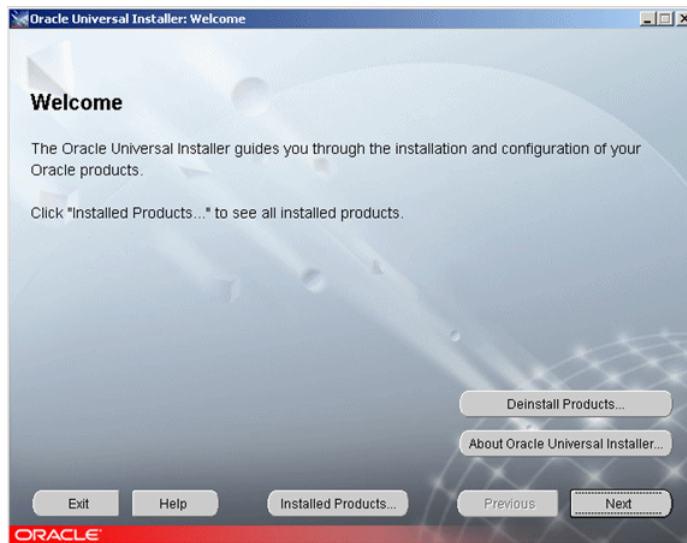 Oracle Universal Installer: Welcome
Welcome
The Oracle Universal Installer guides you through the installation and configuration of your
Oracle products.
Click "Installed Products..." to see all installed products.
Deinstall Products...
About Oracle Universal Installer...
Exit
Help
Installed Products...
Previous
Next
ORACLE